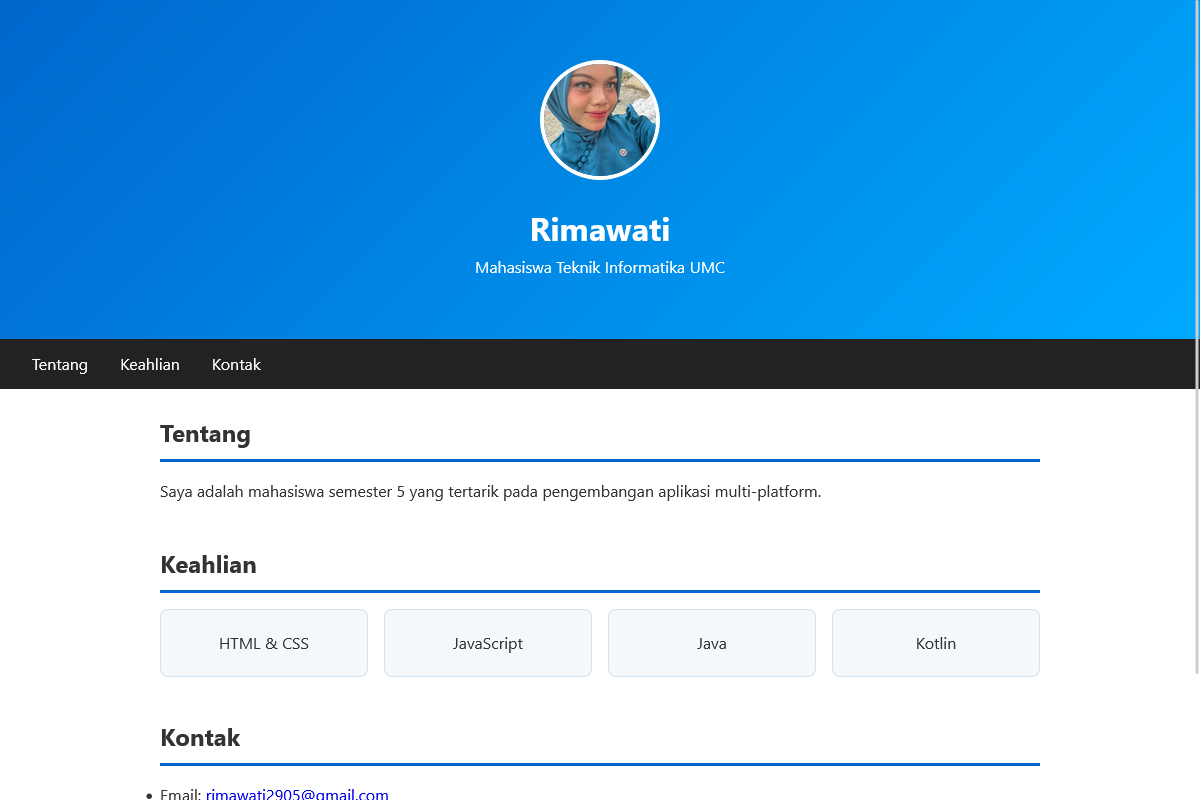 Rimawati
Mahasiswa Teknik Informatika UMC
Tentang
Keahlian
Kontak
Tentang
Saya adalah mahasiswa semester 5 yang tertarik pada pengembangan aplikasi multi-platform.
Keahlian
HTML & CSS
JavaScript
Java
Kotlin
Kontak
• Email: rimawati2905@gmail.com